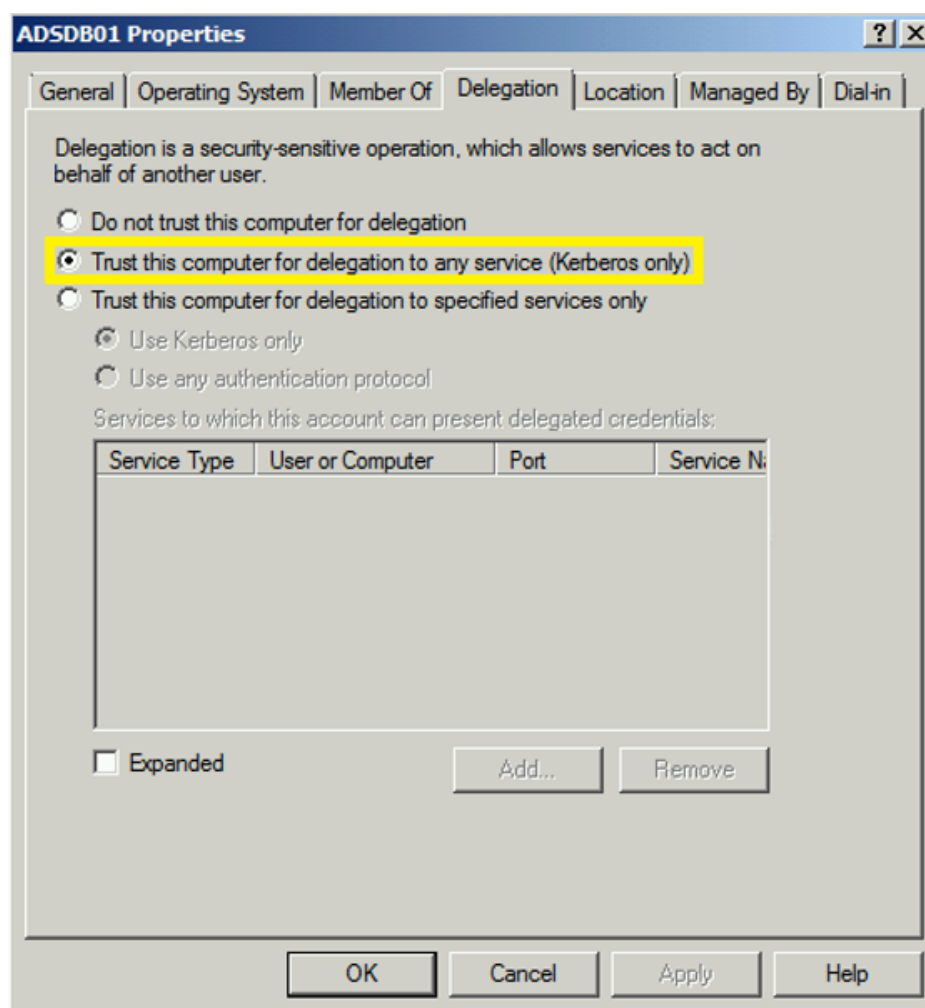 ADSDB01 Properties
General Operating System Member Of Delegation Location Managed By Dial-in
Delegation is a security-sensitive operation, which allows services to act on
behalf of another user.
Do not trust this computer for delegation
Trust this computer for delegation to any service (Kerberos only)
Trust this computer for delegation to specified services only
Use Kerberos only
Use any authentication protocol
Services to which this account can present delegated credentials:
Service Type User or Computer Port Service Na
Expanded Add... Remove
OK Cancel Apply Help